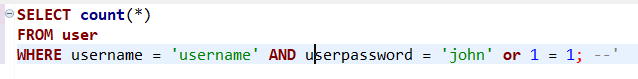 SELECT count(*)
FROM user
WHERE username = 'username' AND userpassword = 'john' or 1 = 1; --'